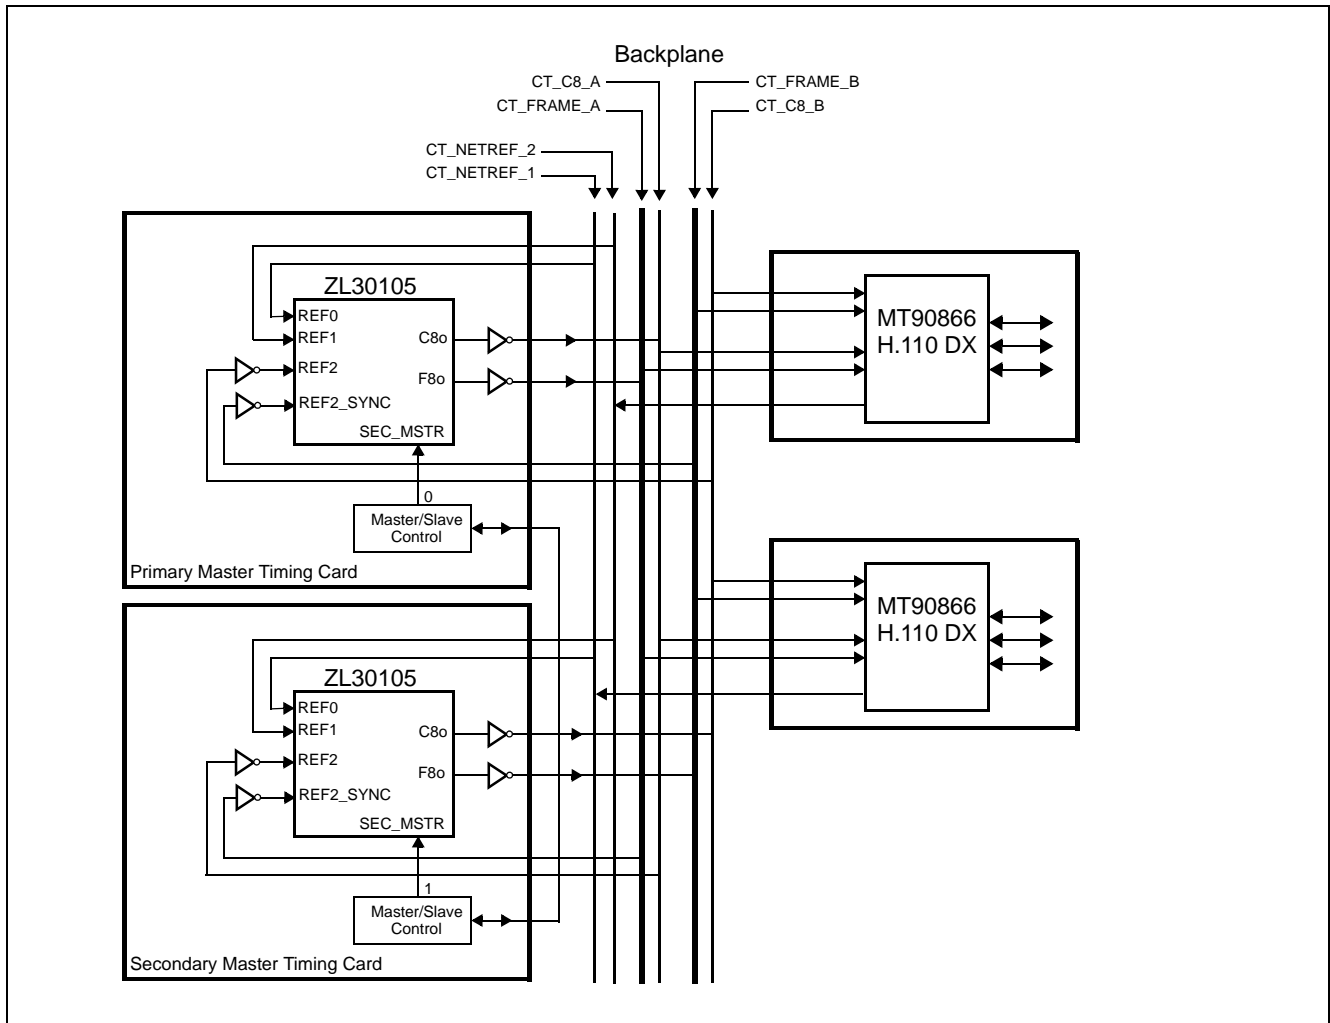 Backplane
CT_C8_A
CT_FRAME_B
CT_FRAME_A
CT_C8_B
CT_NETREF_2
CT_NETREF_1
ZL30105
REF0
REF1
C8o
REF2
F8o
REF2_SYNC
SEC_MSTR
0
Master/Slave
Control
Primary Master Timing Card
MT90866
H.110 DX
ZL30105
REF0
REF1
C8o
REF2
F8o
REF2_SYNC
SEC_MSTR
1
Master/Slave
Control
Secondary Master Timing Card
MT90866
H.110 DX